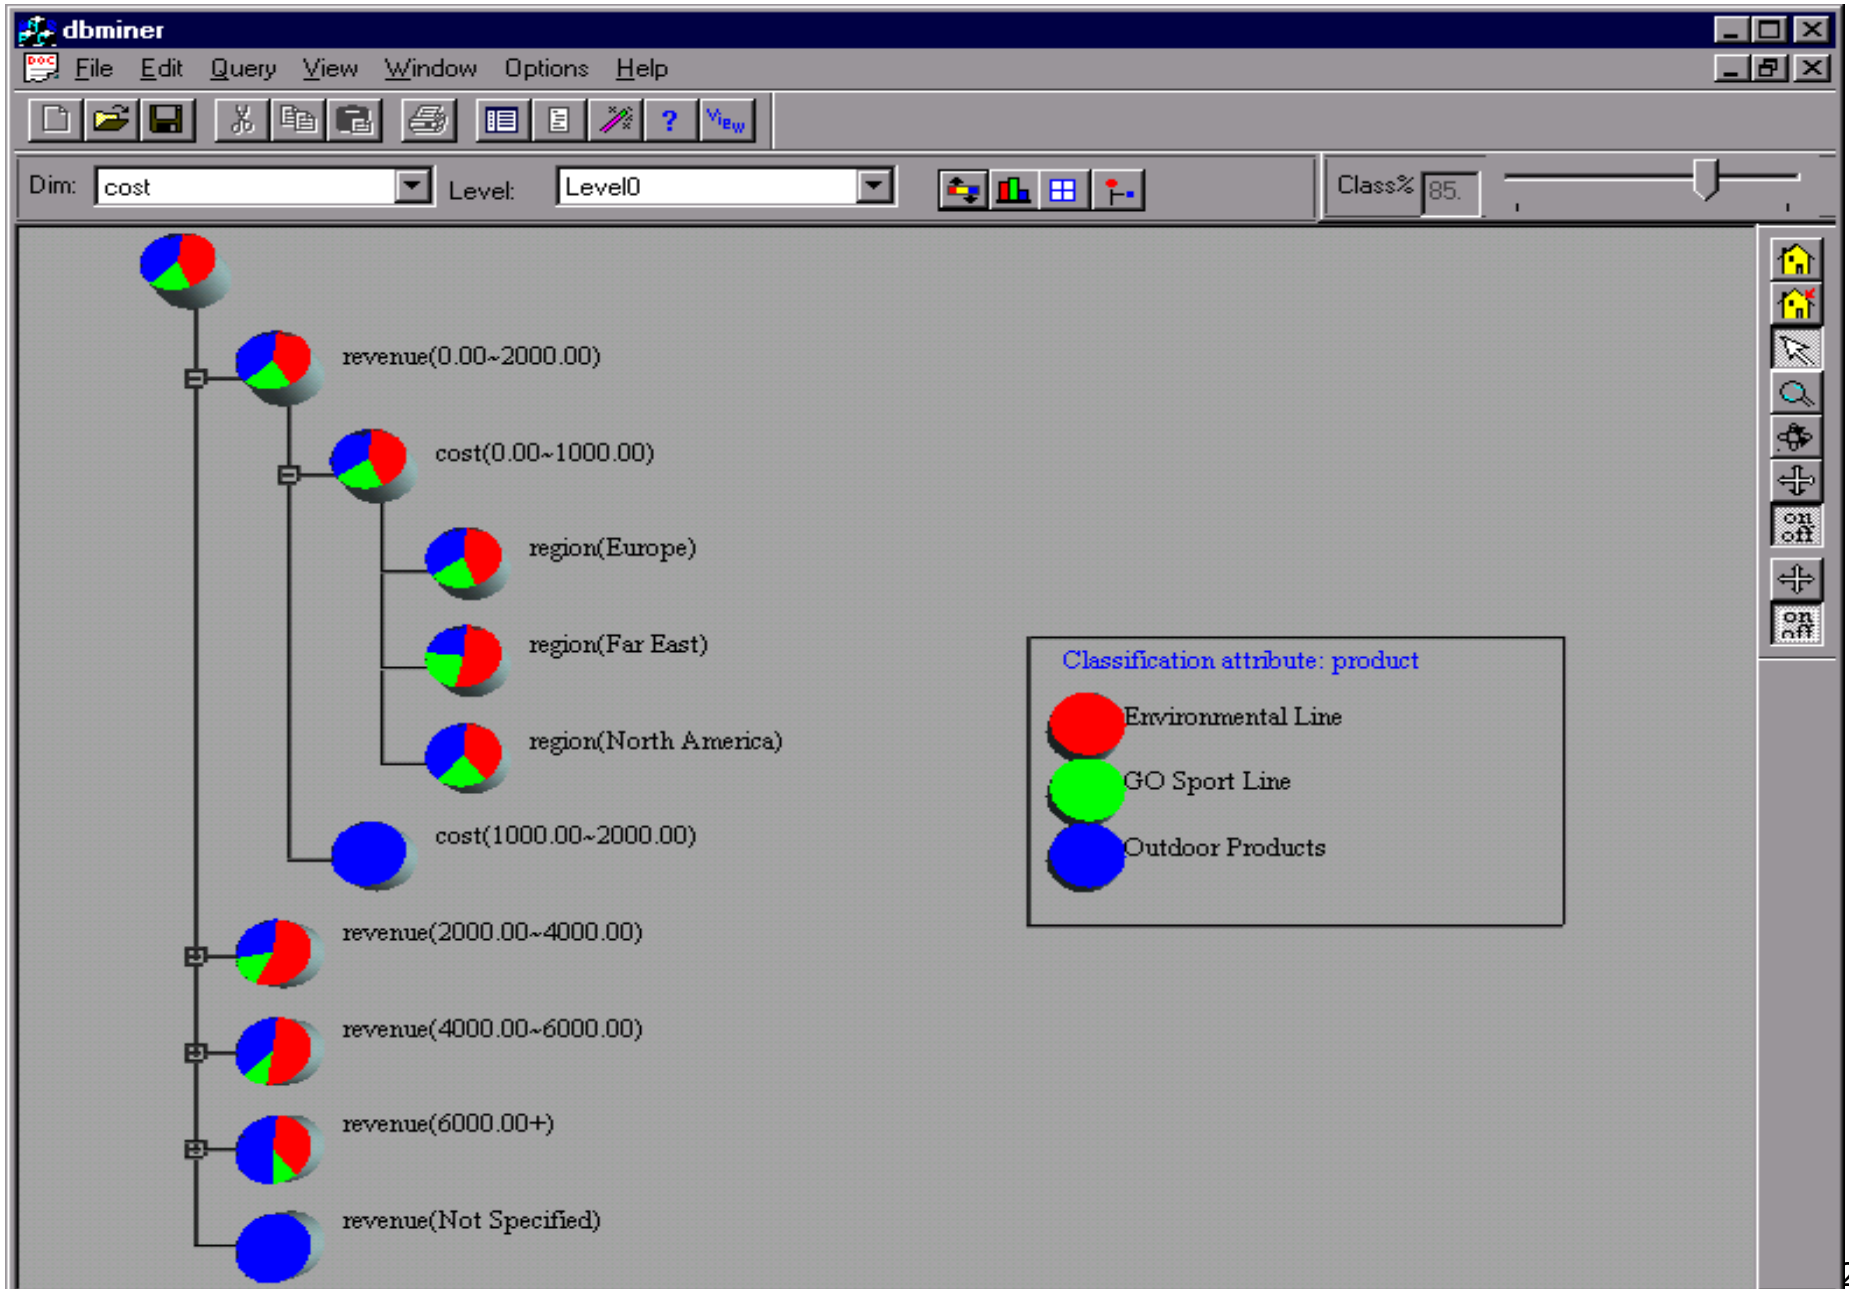 dbminer
DOC File Edit Query View Window Options Help
? View
Dim: cost Level: Level0 Class% 85.
revenue(0.00~2000.00)
cost(0.00~1000.00)
region(Europe)
on off
region(Far East)
on off
region(North America)
cost(1000.00~2000.00)
revenue(2000.00~4000.00)
revenue(4000.00~6000.00)
revenue(6000.00+)
revenue(Not Specified)
Classification attribute: product
Environmental Line
GO Sport Line
Outdoor Products